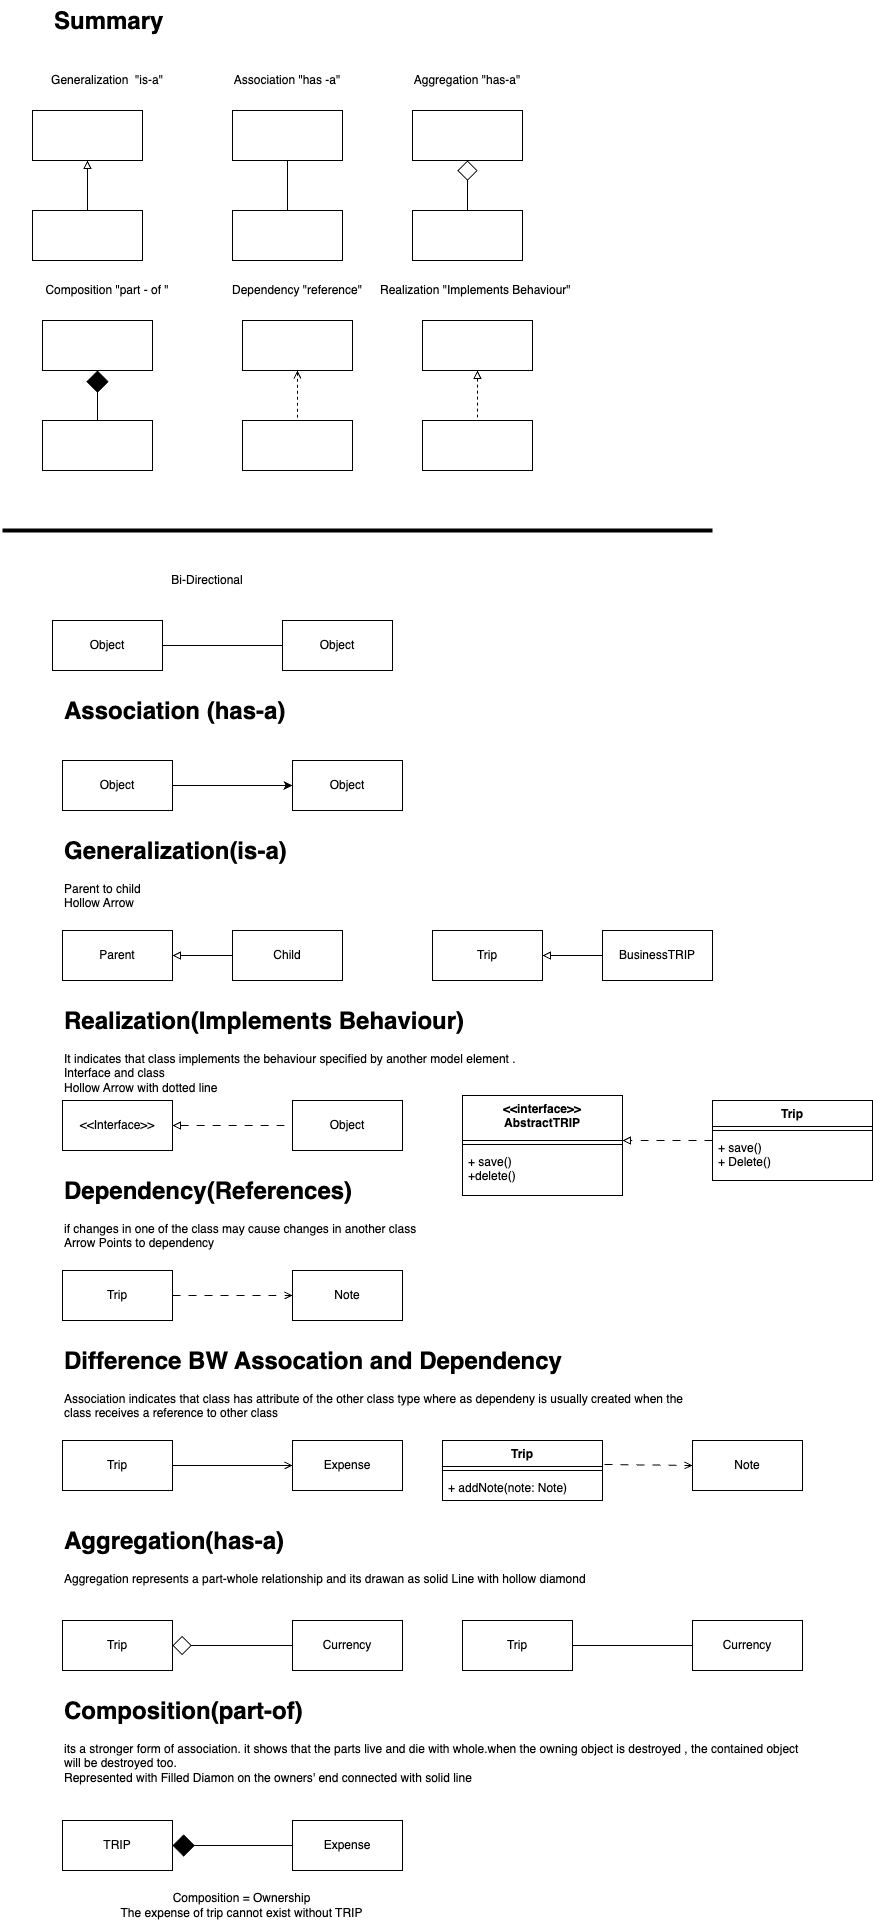 Summary
Generalization "is-a"
Association "has -a"
Aggregation "has-a"
Composition "part - of "
Dependency "reference"
Realization "Implements Behaviour"
Bi-Directional
Object
Object
Association (has-a)
Object
Object
Generalization(is-a)
Parent to child
Hollow Arrow
Parent
Child
Trip
BusinessTRIP
Realization(Implements Behaviour)
It indicates that class implements the behaviour specified by another model element .
Interface and class
Hollow Arrow with dotted line
<<Interface>>
Object
<<interface>>
AbstractTRIP
+ save()
+delete()
Trip
+ save()
+ Delete()
Dependency(References)
if changes in one of the class may cause changes in another class
Arrow Points to dependency
Trip
Note
Difference BW Assocation and Dependency
Association indicates that class has attribute of the other class type where as dependeny is usually created when the
class receives a reference to other class
Trip
Expense
Trip
+ addNote(note: Note)
Note
Aggregation(has-a)
Aggregation represents a part-whole relationship and its drawan as solid Line with hollow diamond
Trip
Currency
Trip
Currency
Composition(part-of)
its a stronger form of association. it shows that the parts live and die with whole.when the owning object is destroyed , the contained object
will be destroyed too.
Represented with Filled Diamon on the owners' end connected with solid line
TRIP
Expense
Composition = Ownership
The expense of trip cannot exist without TRIP